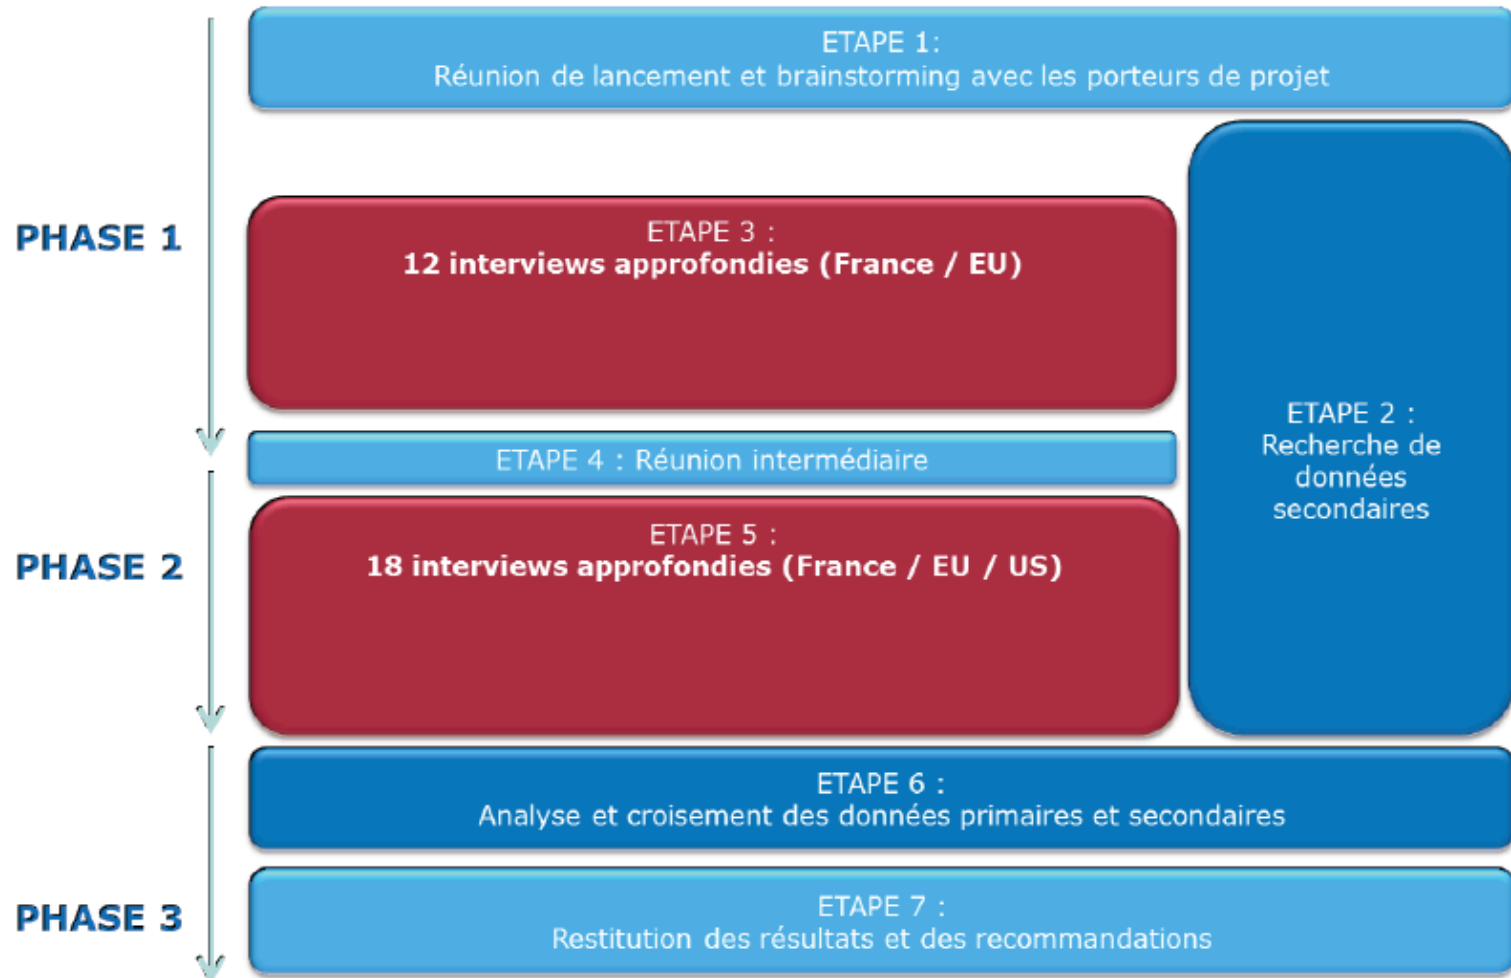 ETAPE 1:
Réunion de lancement et brainstorming avec les porteurs de projet
PHASE 1
ETAPE 3 :
12 interviews approfondies (France / EU)
ETAPE 2 :
Recherche de
données
secondaires
ETAPE 4 : Réunion intermédiaire
PHASE 2
ETAPE 5 :
18 interviews approfondies (France / EU / US)
ETAPE 6 :
Analyse et croisement des données primaires et secondaires
PHASE 3
ETAPE 7 :
Restitution des résultats et des recommandations